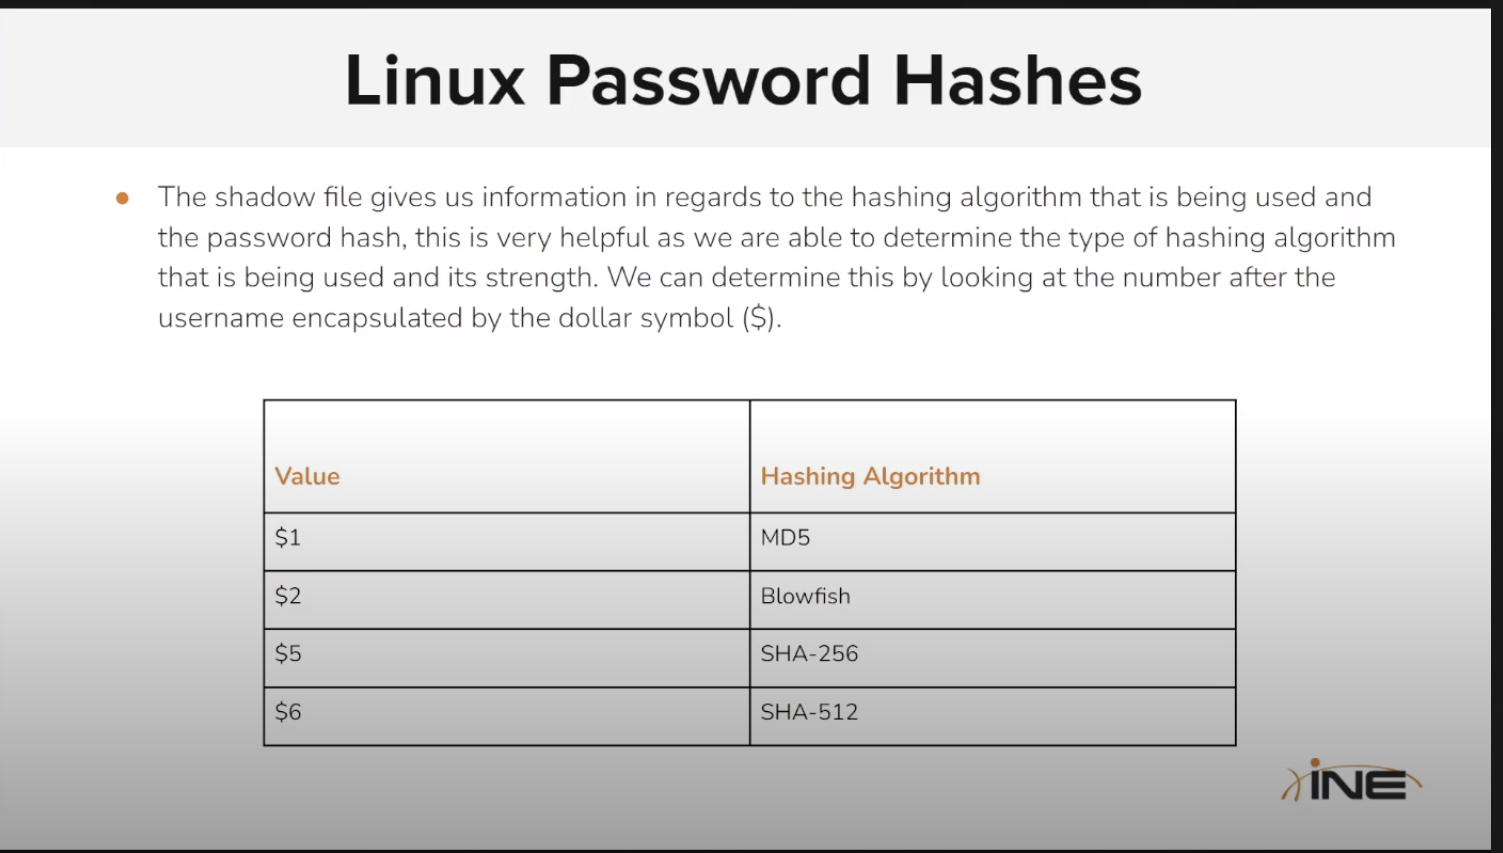 Linux Password Hashes
● The shadow file gives us information in regards to the hashing algorithm that is being used and
the password hash, this is very helpful as we are able to determine the type of hashing algorithm
that is being used and its strength. We can determine this by looking at the number after the
username encapsulated by the dollar symbol ($).
Value Hashing Algorithm
$1 MD5
$2 Blowfish
$5 SHA-256
$6 SHA-512
INE